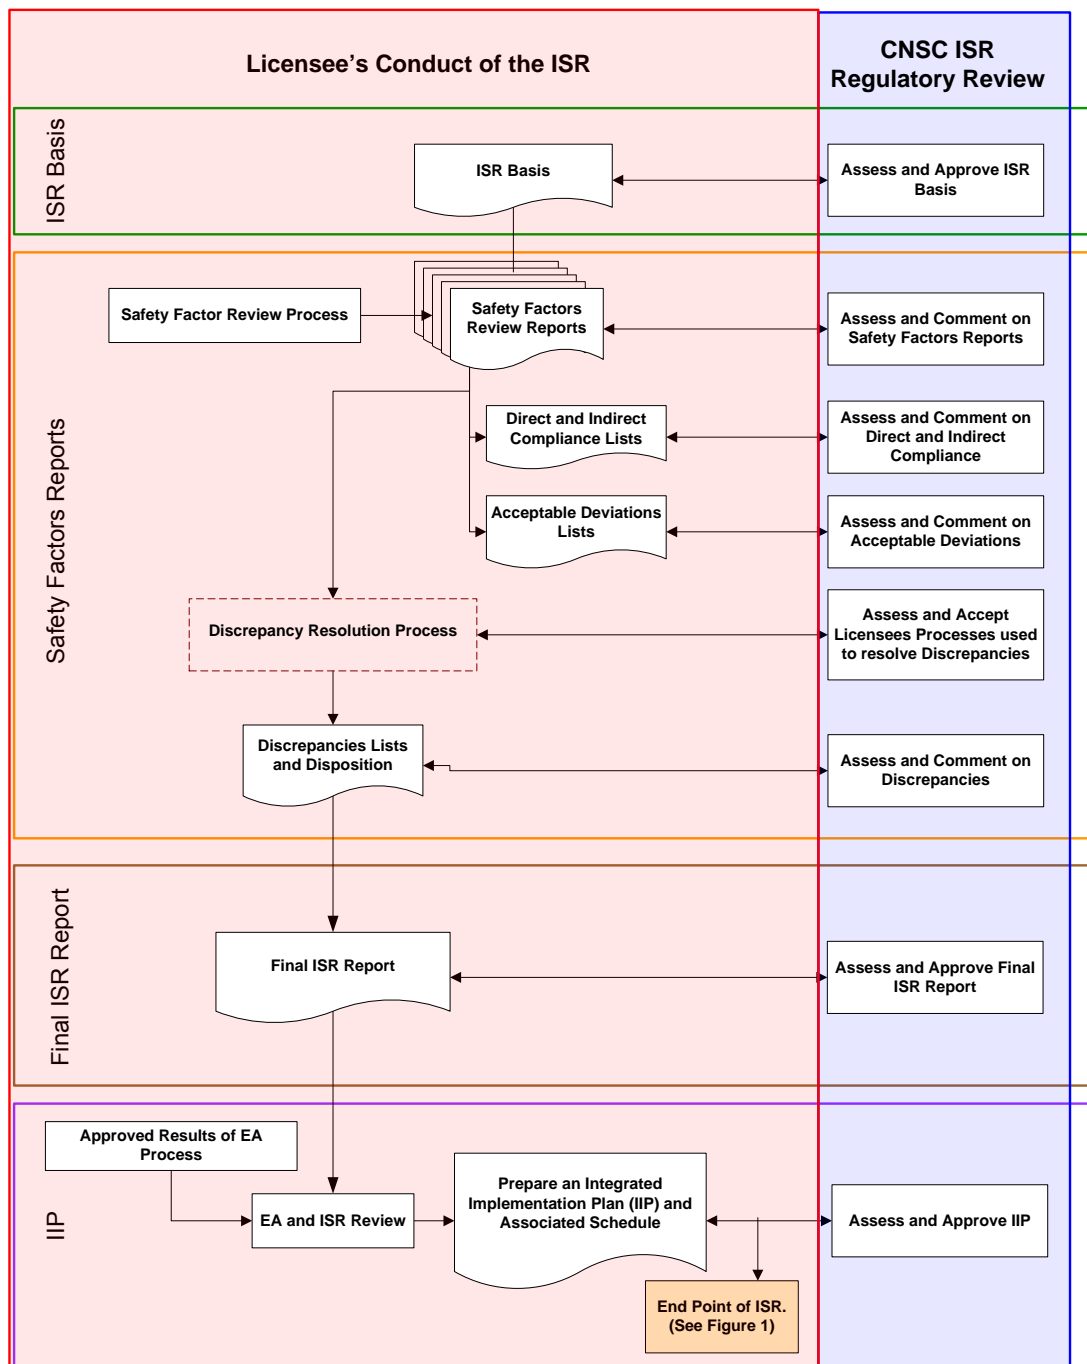 Licensee's Conduct of the ISR
CNSC ISR
Regulatory Review
ISR Basis
ISR Basis
Assess and Approve ISR
Basis
Safety Factors Reports
Safety Factor Review Process
Safety Factors
Review Reports
Assess and Comment on
Safety Factors Reports
Direct and Indirect
Compliance Lists
Assess and Comment on
Direct and Indirect
Compliance
Acceptable Deviations
Lists
Assess and Comment on
Acceptable Deviations
Discrepancy Resolution Process
Assess and Accept
Licensees Processes used
to resolve Discrepancies
Discrepancies Lists
and Disposition
Assess and Comment on
Discrepancies
Final ISR Report
Final ISR Report
Assess and Approve Final
ISR Report
IIP
Approved Results of EA
Process
EA and ISR Review
Prepare an Integrated
Implementation Plan (IIP) and
Associated Schedule
Assess and Approve IIP
End Point of ISR.
(See Figure 1)